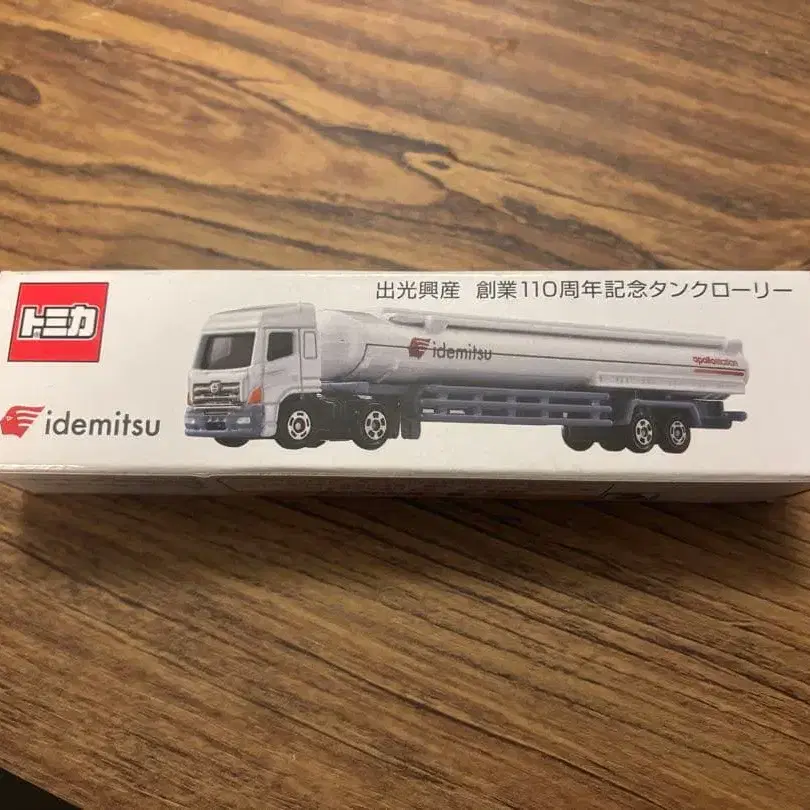 出光興産 創業110周年記念タンクローリー
トミカ
idemitsu
idemitsu
apollostation